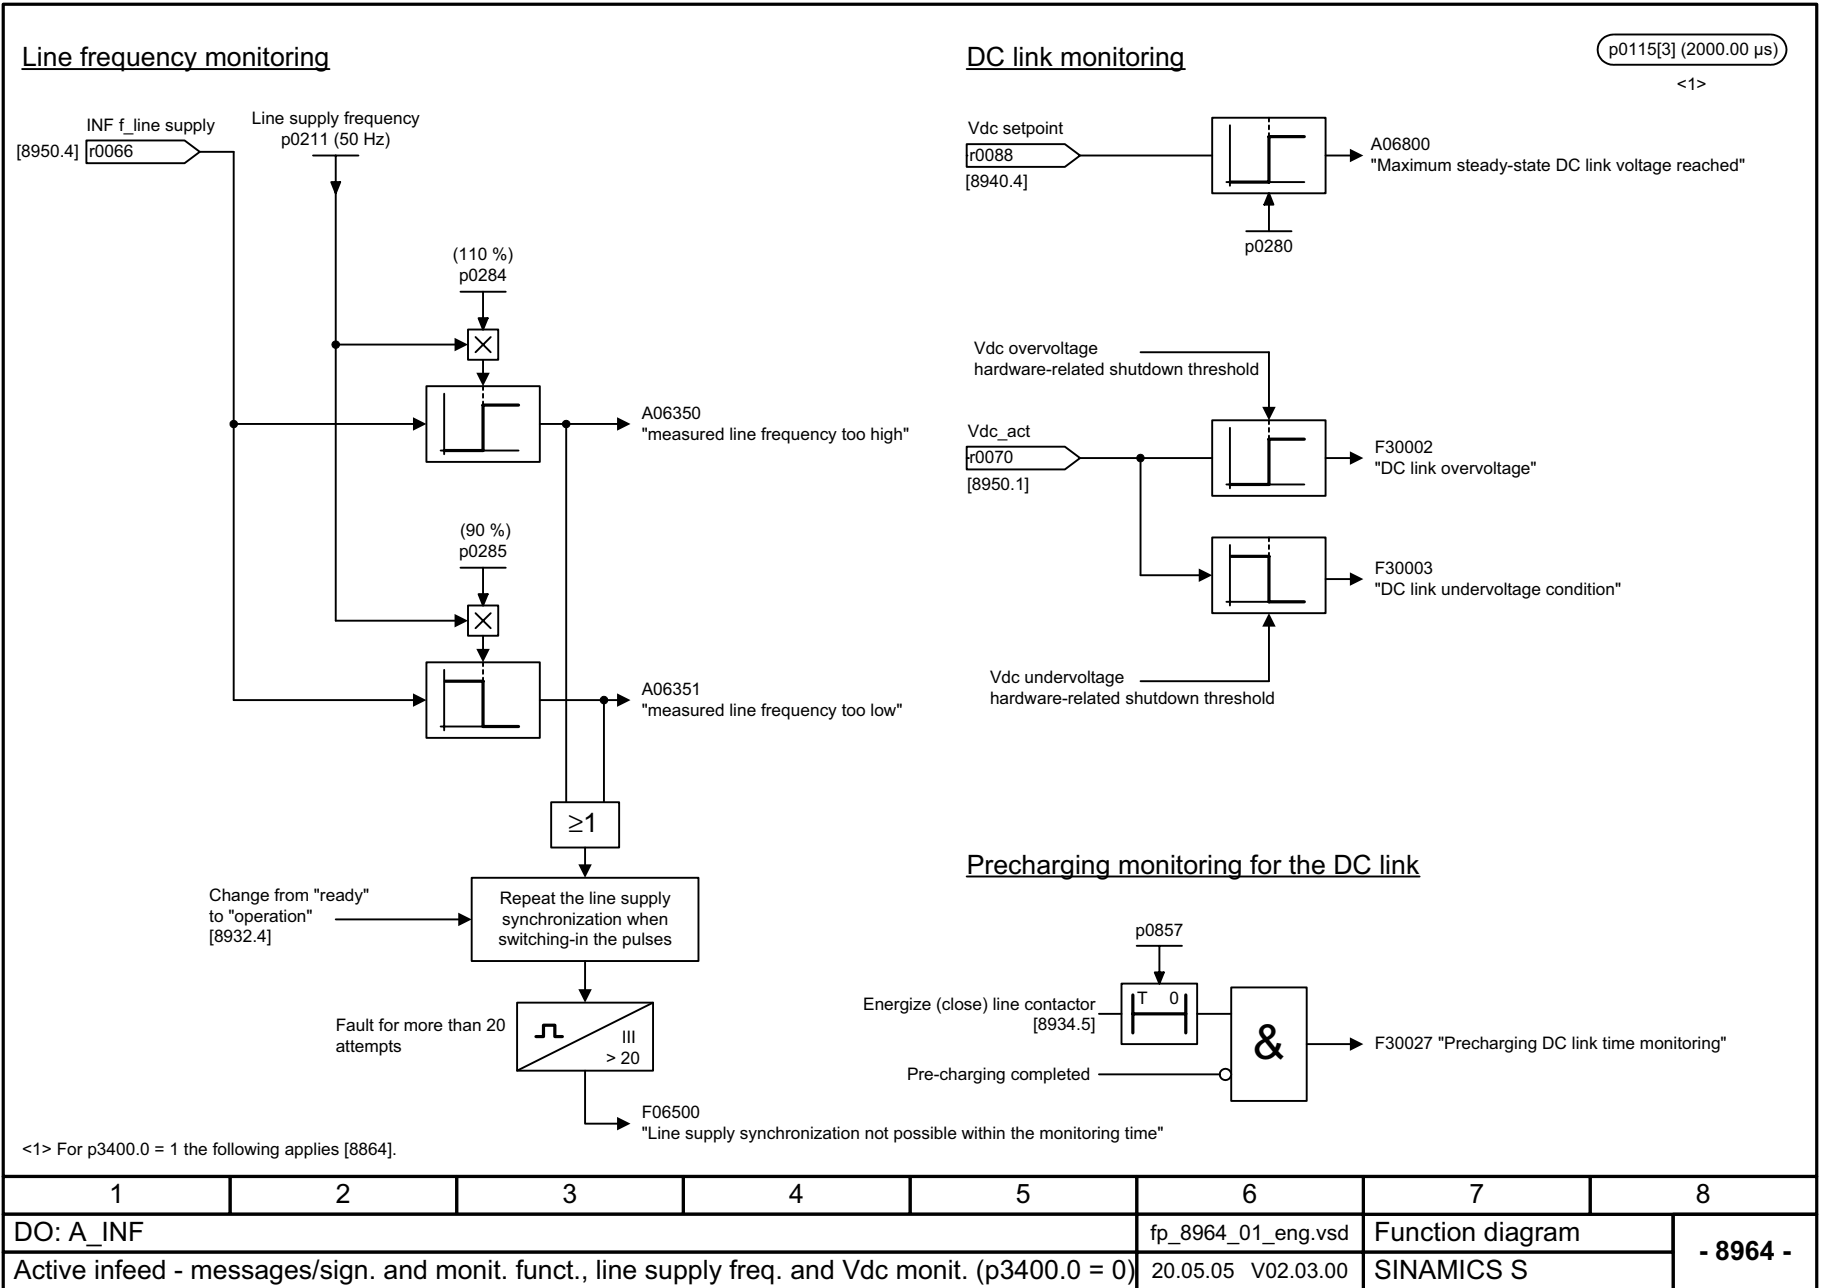 Line frequency monitoring
INF f_line supply
[8950.4] r0066
Line supply frequency
p0211 (50 Hz)
(110 %)
p0284
A06350
"measured line frequency too high"
(90 %)
p0285
A06351
"measured line frequency too low"
≥1
Change from "ready"
to "operation"
[8932.4]
Repeat the line supply
synchronization when
switching-in the pulses
Fault for more than 20
attempts
III
> 20
F06500
"Line supply synchronization not possible within the monitoring time"
<1> For p3400.0 = 1 the following applies [8864].
DC link monitoring
p0115[3] (2000.00 µs)
<1>
Vdc setpoint
r0088
[8940.4]
A06800
"Maximum steady-state DC link voltage reached"
p0280
Vdc overvoltage
hardware-related shutdown threshold
Vdc_act
r0070
[8950.1]
F30002
"DC link overvoltage"
F30003
"DC link undervoltage condition"
Vdc undervoltage
hardware-related shutdown threshold
Precharging monitoring for the DC link
p0857
Energize (close) line contactor
[8934.5]
T 0
&
F30027 "Precharging DC link time monitoring"
Pre-charging completed
1 2 3 4 5 6 7 8
DO: A_INF
fp_8964_01_eng.vsd
Function diagram
- 8964 -
Active infeed - messages/sign. and monit. funct., line supply freq. and Vdc monit. (p3400.0 = 0)
20.05.05 V02.03.00
SINAMICS S